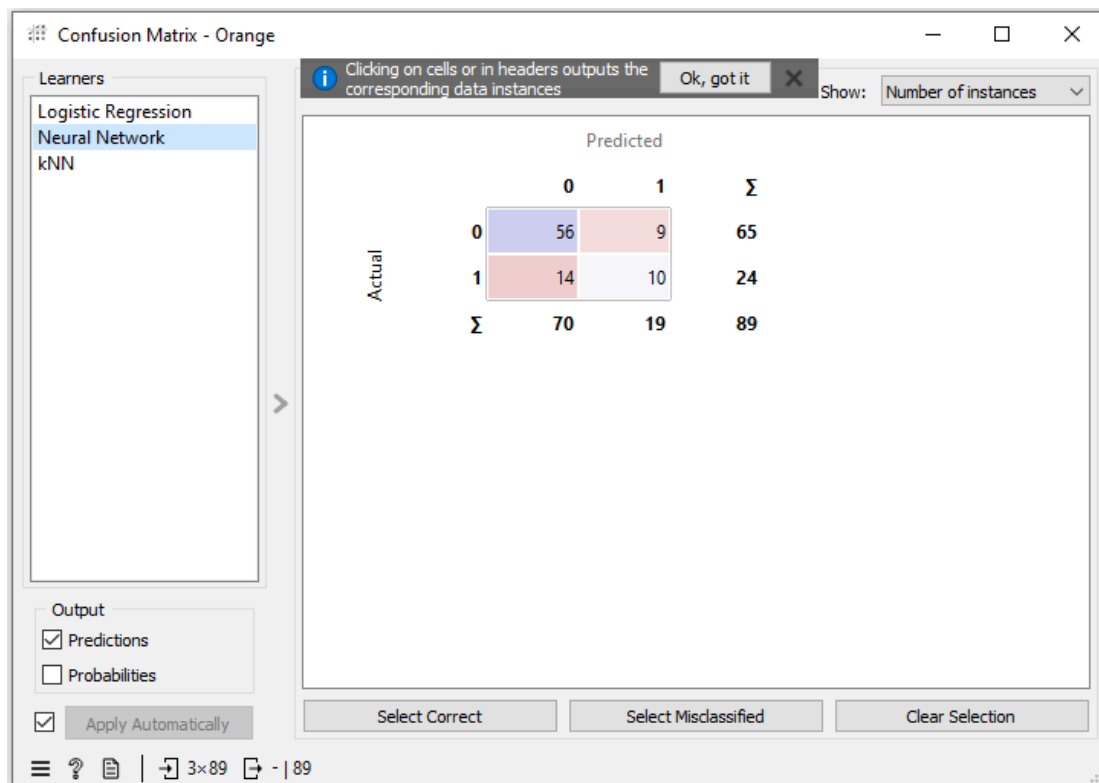 Confusion Matrix - Orange
Learners
Logistic Regression
Neural Network
kNN
Clicking on cells or in headers outputs the
corresponding data instances
Ok, got it
Show:
Number of instances
Predicted
0 1 Σ
0 56 9 65
Actual
1 14 10 24
Σ 70 19 89
Output
Predictions
Probabilities
Apply Automatically
Select Correct
Select Misclassified
Clear Selection
3×89
- | 89